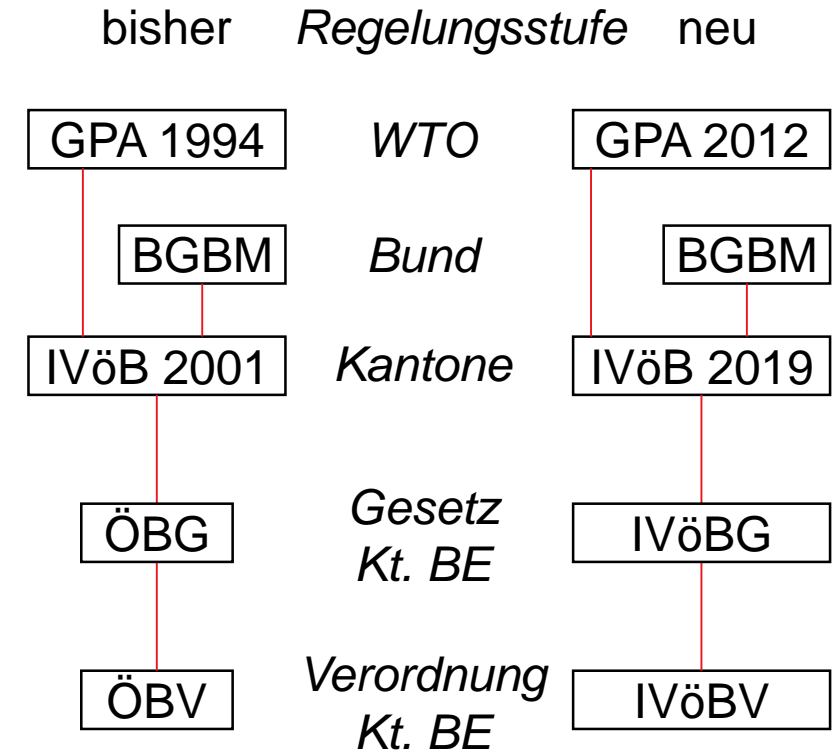 bisher Regelungsstufe neu
GPA 1994 WTO GPA 2012
BGBM Bund BGBM
IVöB 2001 Kantone IVöB 2019
ÖBG Gesetz Kt. BE IVöBG
ÖBV Verordnung Kt. BE IVöBV